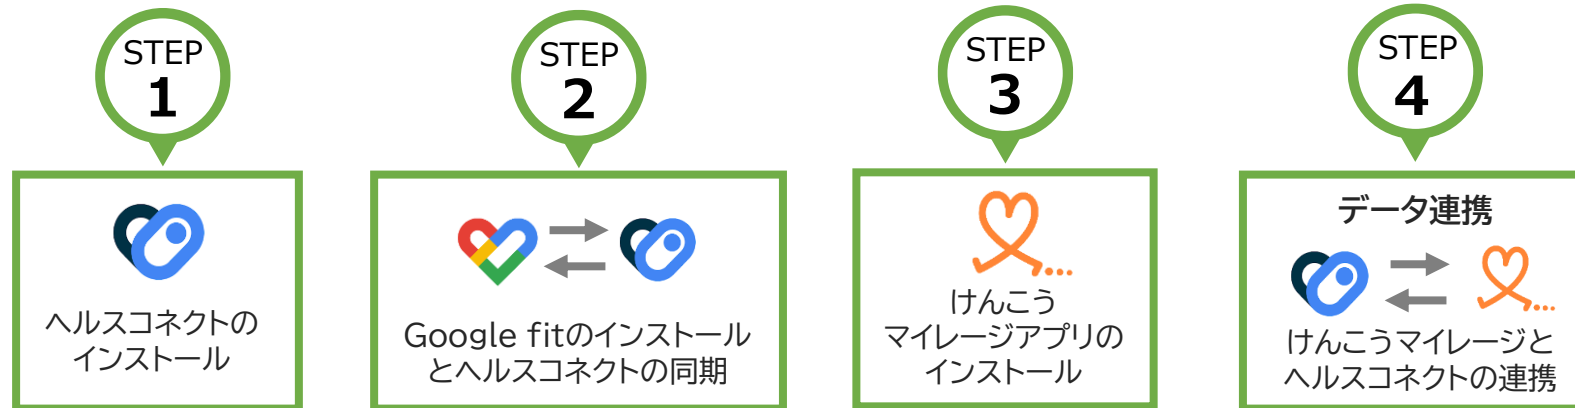 STEP
1
ヘルスコネクトの
インストール
STEP
2
Google fitのインストール
とヘルスコネクトの同期
STEP
3
けんこう
マイレージアプリの
インストール
STEP
4
データ連携
けんこうマイレージと
ヘルスコネクトの連携